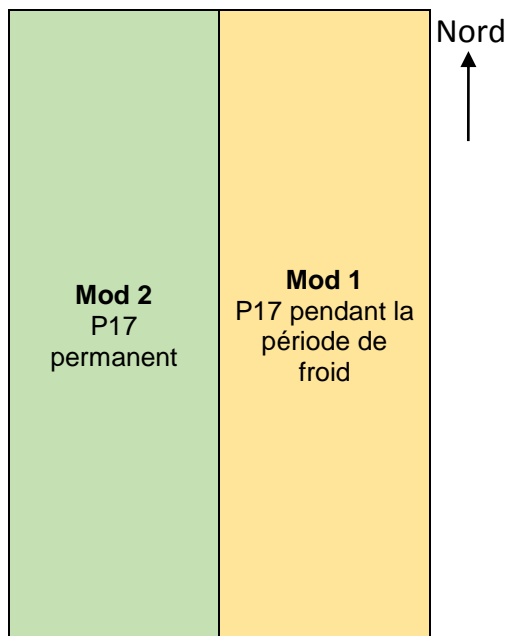 Nord
Mod 2
P17
permanent
Mod 1
P17 pendant la
période de
froid